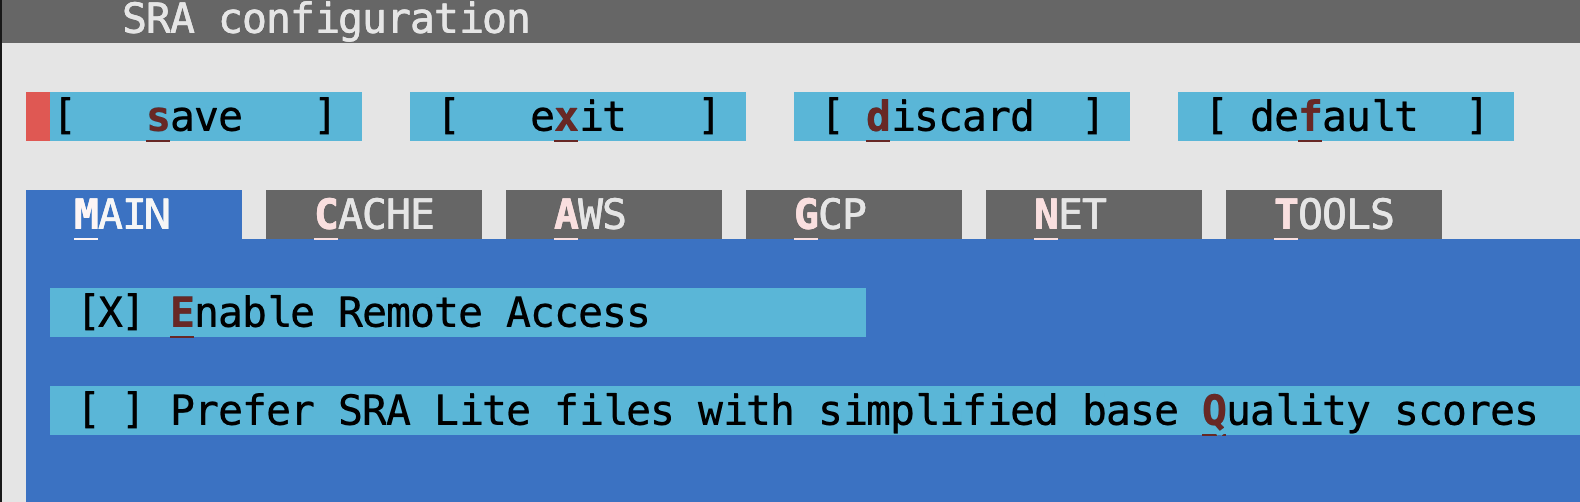 SRA configuration
[ save ] [ exit ] [ discard ] [ default ]
MAIN CACHE AWS GCP NET TOOLS
[X] Enable Remote Access
[ ] Prefer SRA Lite files with simplified base Quality scores